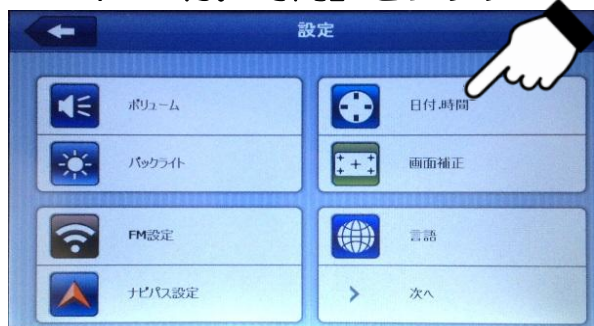 設定
ボリューム
バックライト
日付.時間
画面補正
FM設定
ナビパス設定
言語
次へ